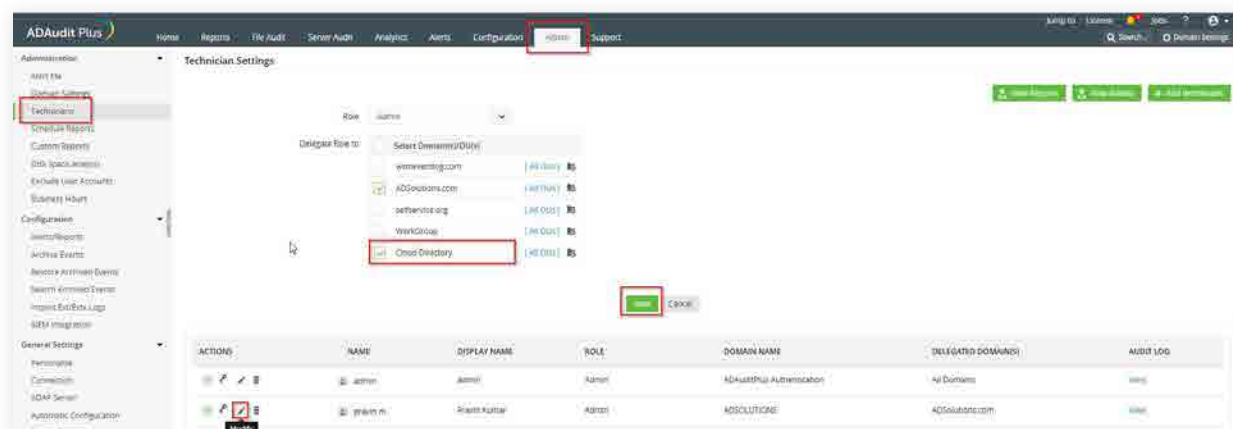 Jump to License Jobs ?
ADAudit Plus
Home Reports File Audit Server Audit Analytics Alerts Configuration Admin Support
Search... Domain Settings
Administration
Technician Settings
Domain Settings
Technicians
Schedule Reports
Custom Reports
Disk Space Analysis
Exclude User Accounts
Business Hours
Role Admin
Delegate Role to: Select Domain(s)/OU(s)
[ All OUs ]
ADSolutions.com [ All OUs ]
selfservice.org [ All OUs ]
WorkGroup [ All OUs ]
Cloud Directory [ All OUs ]
Save Cancel
Configuration
Alerts/Reports
Archive Events
Restore Archived Events
Search Archived Events
Import Evt/Evtx Logs
SIEM Integration
General Settings
Personalize
Connection
LDAP Server
Automatic Configuration
ACTIONS NAME DISPLAY NAME ROLE DOMAIN NAME DELEGATED DOMAIN(S) AUDIT LOG
admin admin Admin ADAuditPlus Authentication All Domains View
pravin m Pravin Kumar Admin ADSOLUTIONS ADSolutions.com View
Modify